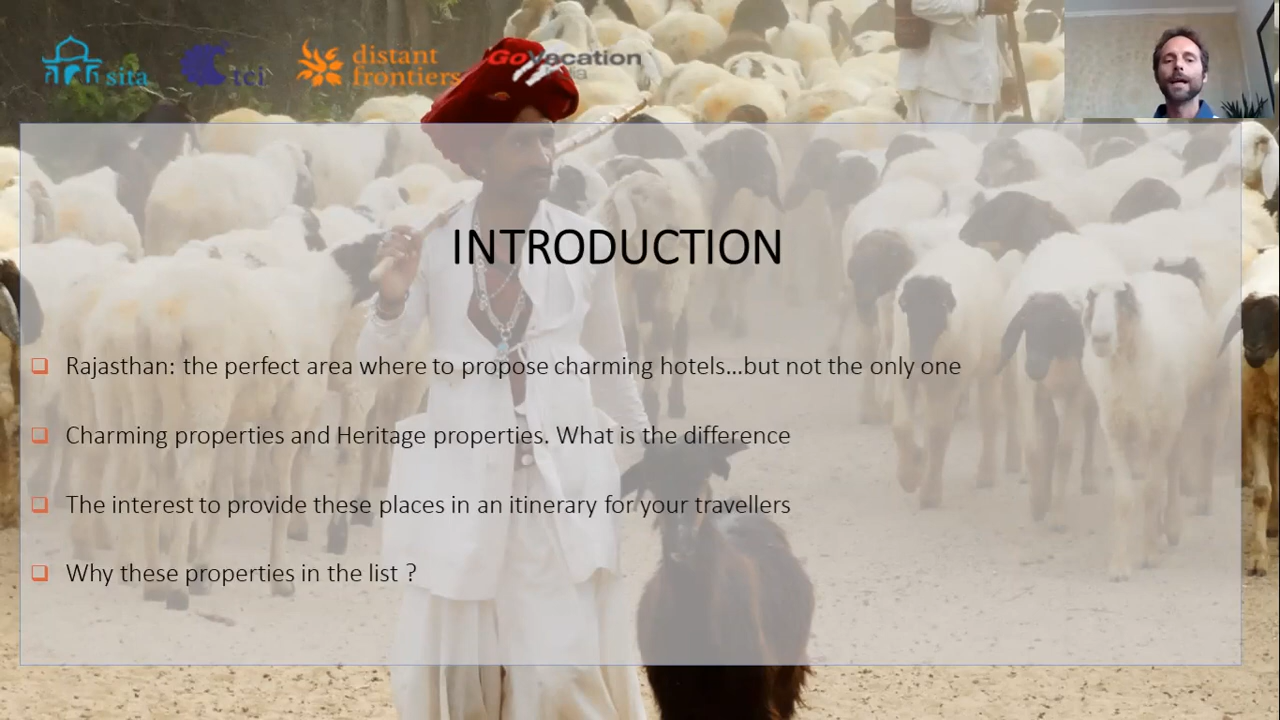 sita
tci
distant
frontiers
GoVacation
India
INTRODUCTION
Rajasthan: the perfect area where to propose charming hotels...but not the only one
Charming properties and Heritage properties. What is the difference
The interest to provide these places in an itinerary for your travellers
Why these properties in the list ?